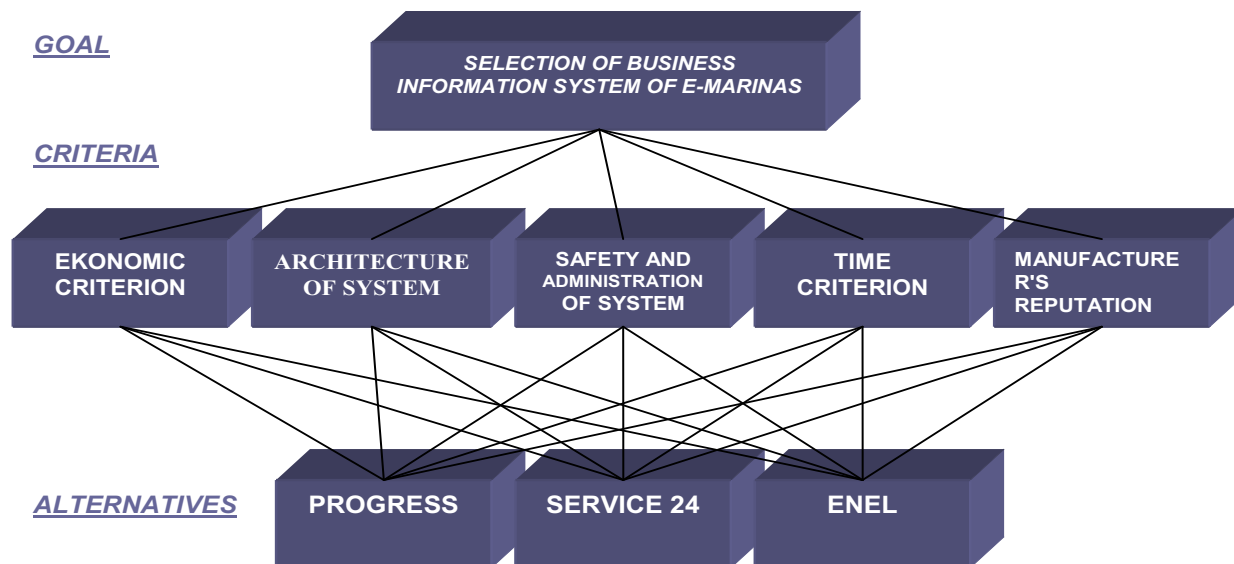 GOAL
SELECTION OF BUSINESS
INFORMATION SYSTEM OF E-MARINAS
CRITERIA
EKONOMIC
CRITERION
ARCHITECTURE
OF SYSTEM
SAFETY AND
ADMINISTRATION
OF SYSTEM
TIME
CRITERION
MANUFACTURE
R'S
REPUTATION
ALTERNATIVES
PROGRESS
SERVICE 24
ENEL